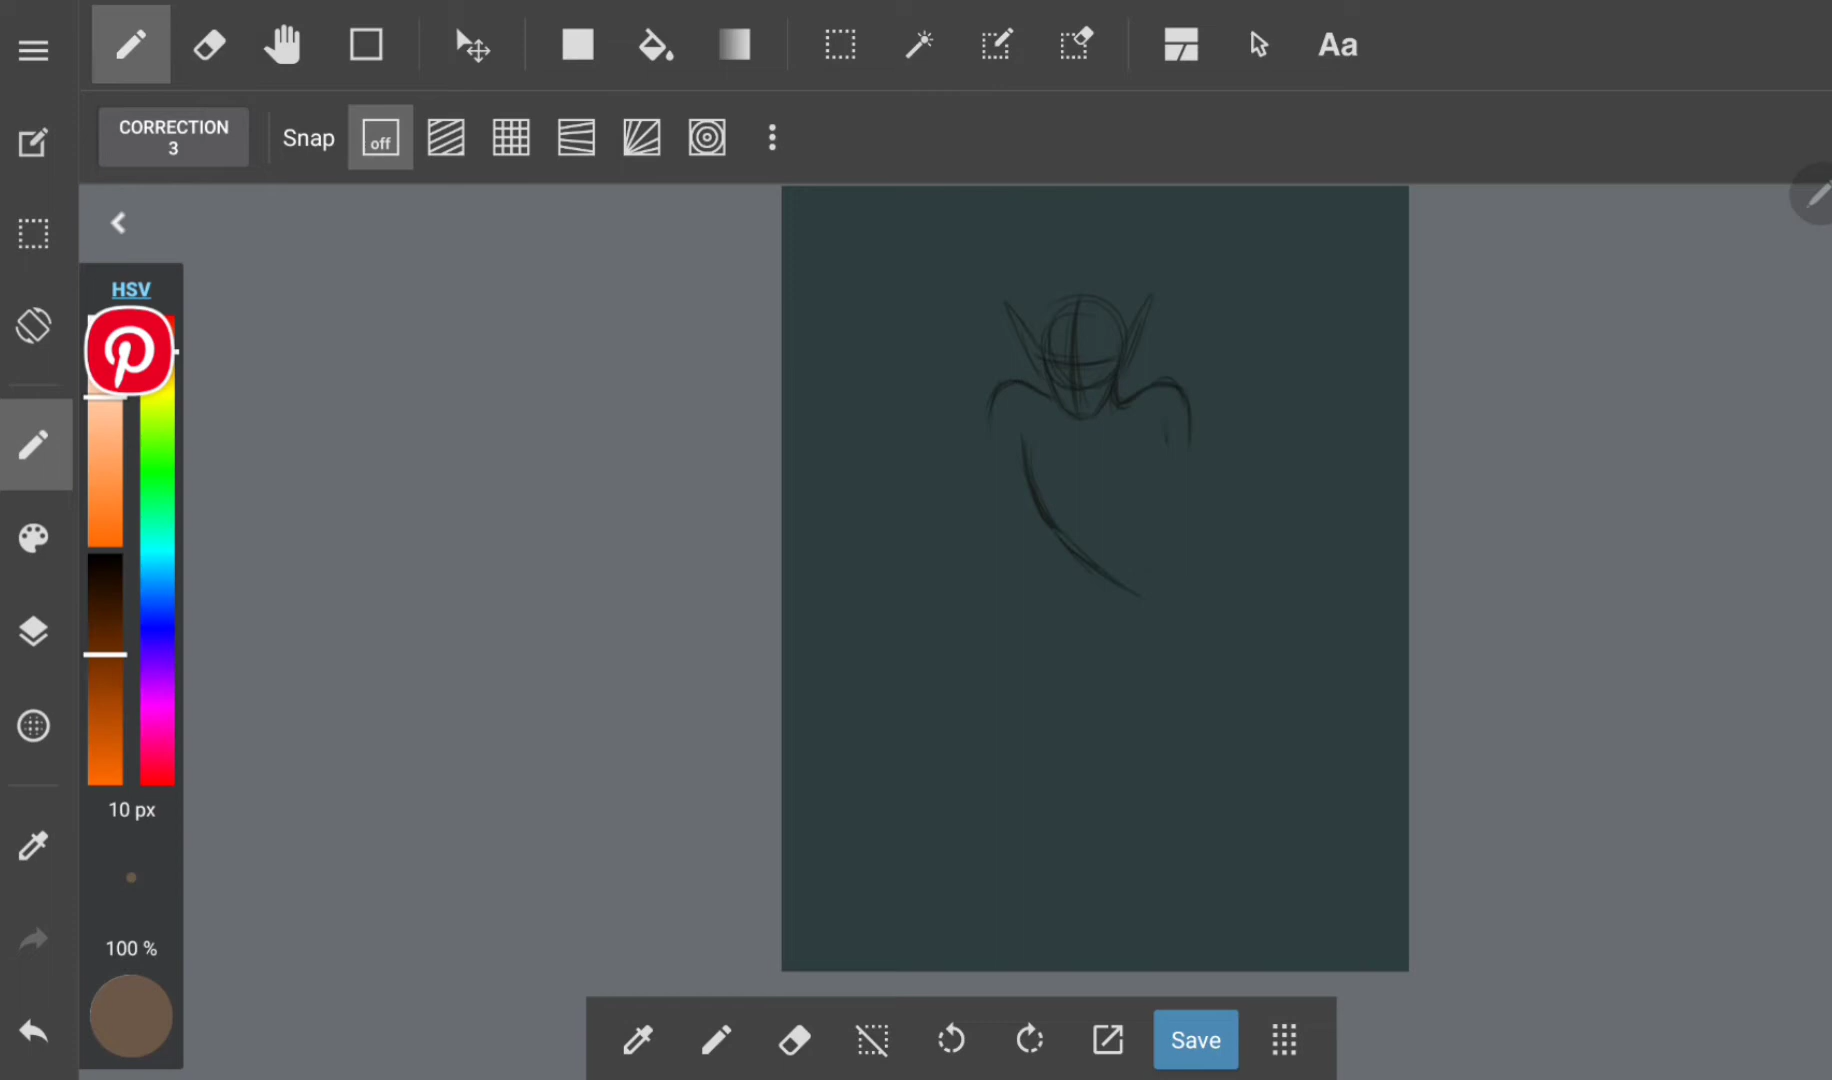 Aa
CORRECTION
3
Snap
off
HSV
10 px
100 %
Save